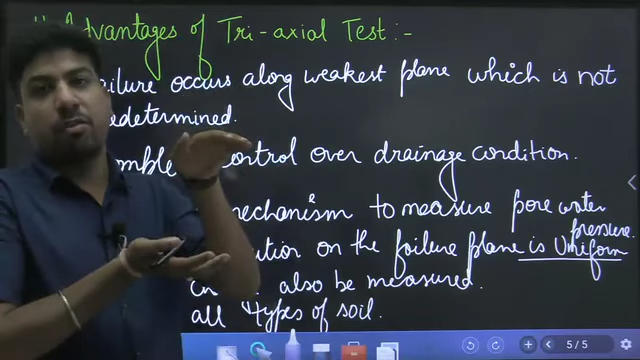 Advantages of Tri-axial Test:-
failure occurs along weakest plane which is not
determined.
control over drainage condition.
mechanism to measure pore water
pressure.
on the failure plane is Uniform
also be measured.
all types of soil.
5/5